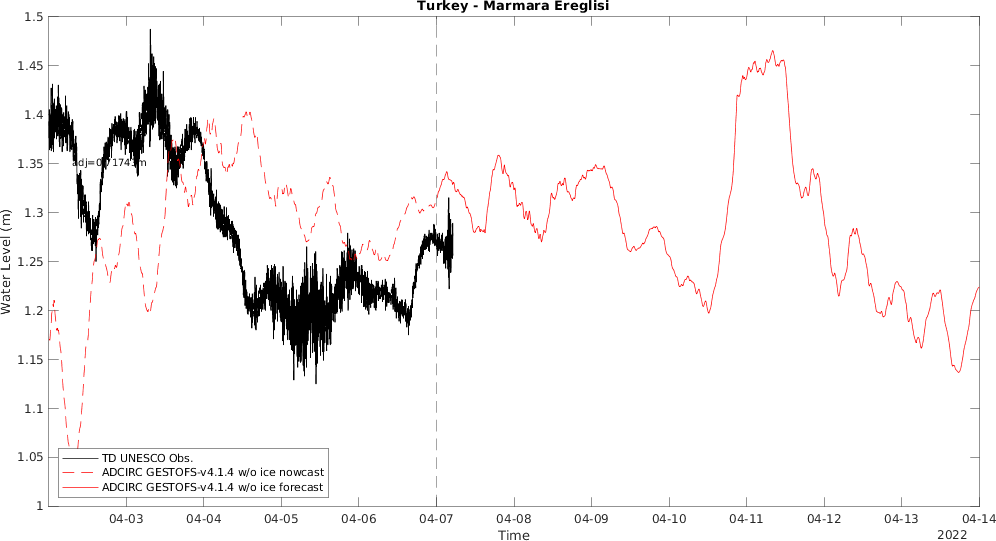 Turkey - Marmara Ereglisi
1.5
1.45
1.4
1.35
1.3
1.25
1.2
1.15
1.1
1.05
1
Water Level (m)
TD UNESCO Obs.
ADCIRC GESTOFS-v4.1.4 w/o ice nowcast
ADCIRC GESTOFS-v4.1.4 w/o ice forecast
04-03 04-04 04-05 04-06 04-07 04-08 04-09 04-10 04-11 04-12 04-13 04-14
Time
2022